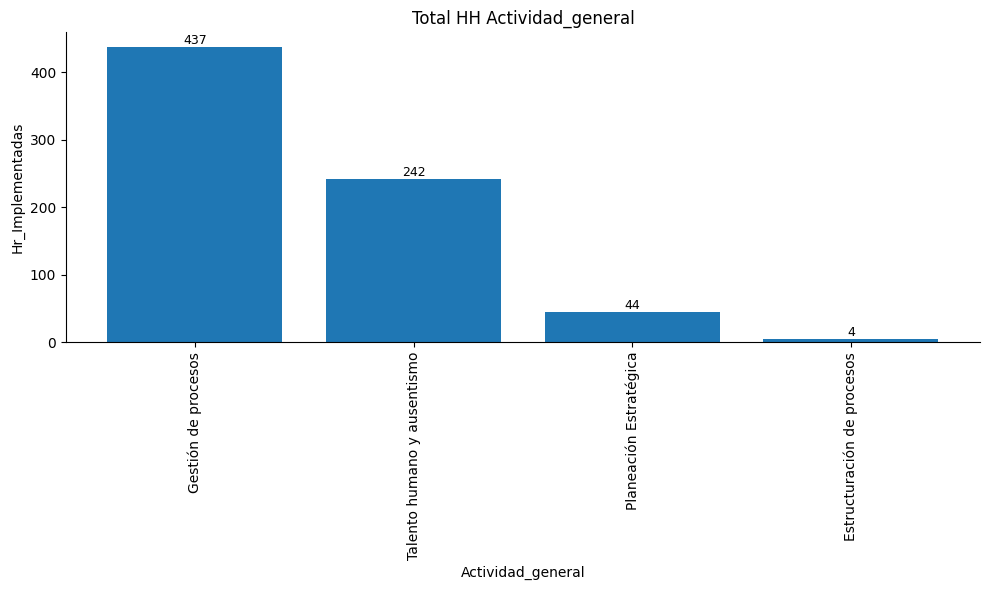 Total HH Actividad_general
437
242
44
4
400
300
200
100
0
Hr_Implementadas
Gestión de procesos
Talento humano y ausentismo
Planeación Estratégica
Estructuración de procesos
Actividad_general